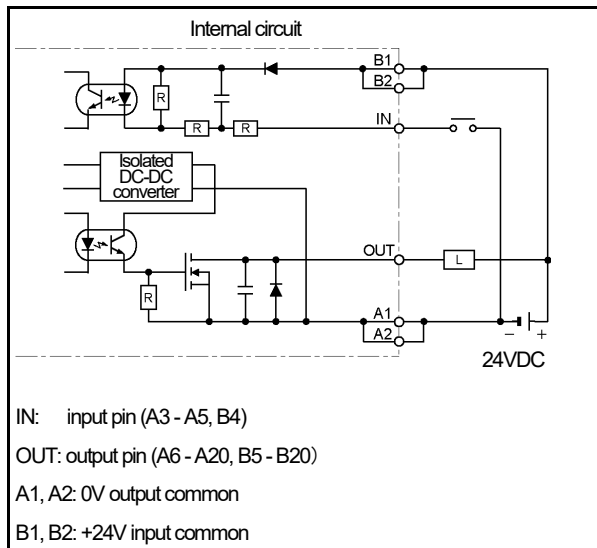 Internal circuit
B1
B2
R
IN
R
R
Isolated
DC-DC
converter
OUT
L
R
A1
A2
− +
24VDC
IN: input pin (A3 - A5, B4)
OUT: output pin (A6 - A20, B5 - B20）
A1, A2: 0V output common
B1, B2: +24V input common